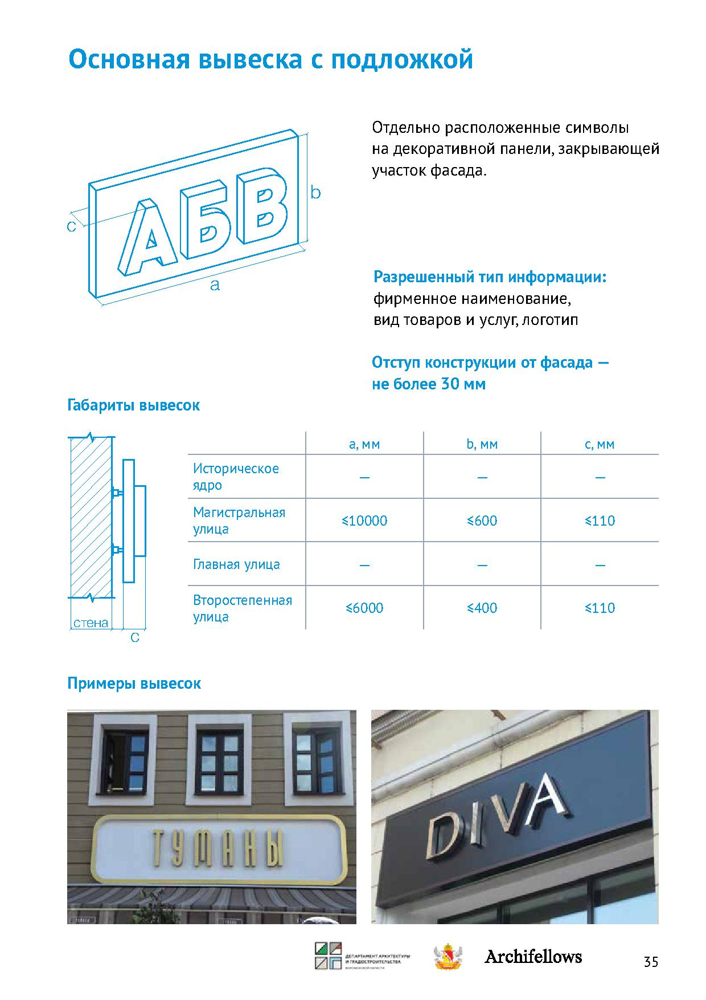 Основная вывеска с подложкой
Отдельно расположенные символы
на декоративной панели, закрывающей
участок фасада.
АБВ
b
c
a
Разрешенный тип информации:
фирменное наименование,
вид товаров и услуг, логотип
Отступ конструкции от фасада —
не более 30 мм
Габариты вывесок
a, мм b, мм c, мм
Историческое
ядро
— — —
Магистральная
улица
≤10000 ≤600 ≤110
Главная улица — — —
Второстепенная
улица
≤6000 ≤400 ≤110
стена
c
Примеры вывесок
ТУМАНЫ
DIVA
ДЕПАРТАМЕНТ АРХИТЕКТУРЫ
И ГРАДОСТРОИТЕЛЬСТВА
ВОРОНЕЖСКОЙ ОБЛАСТИ
Archifellows
35